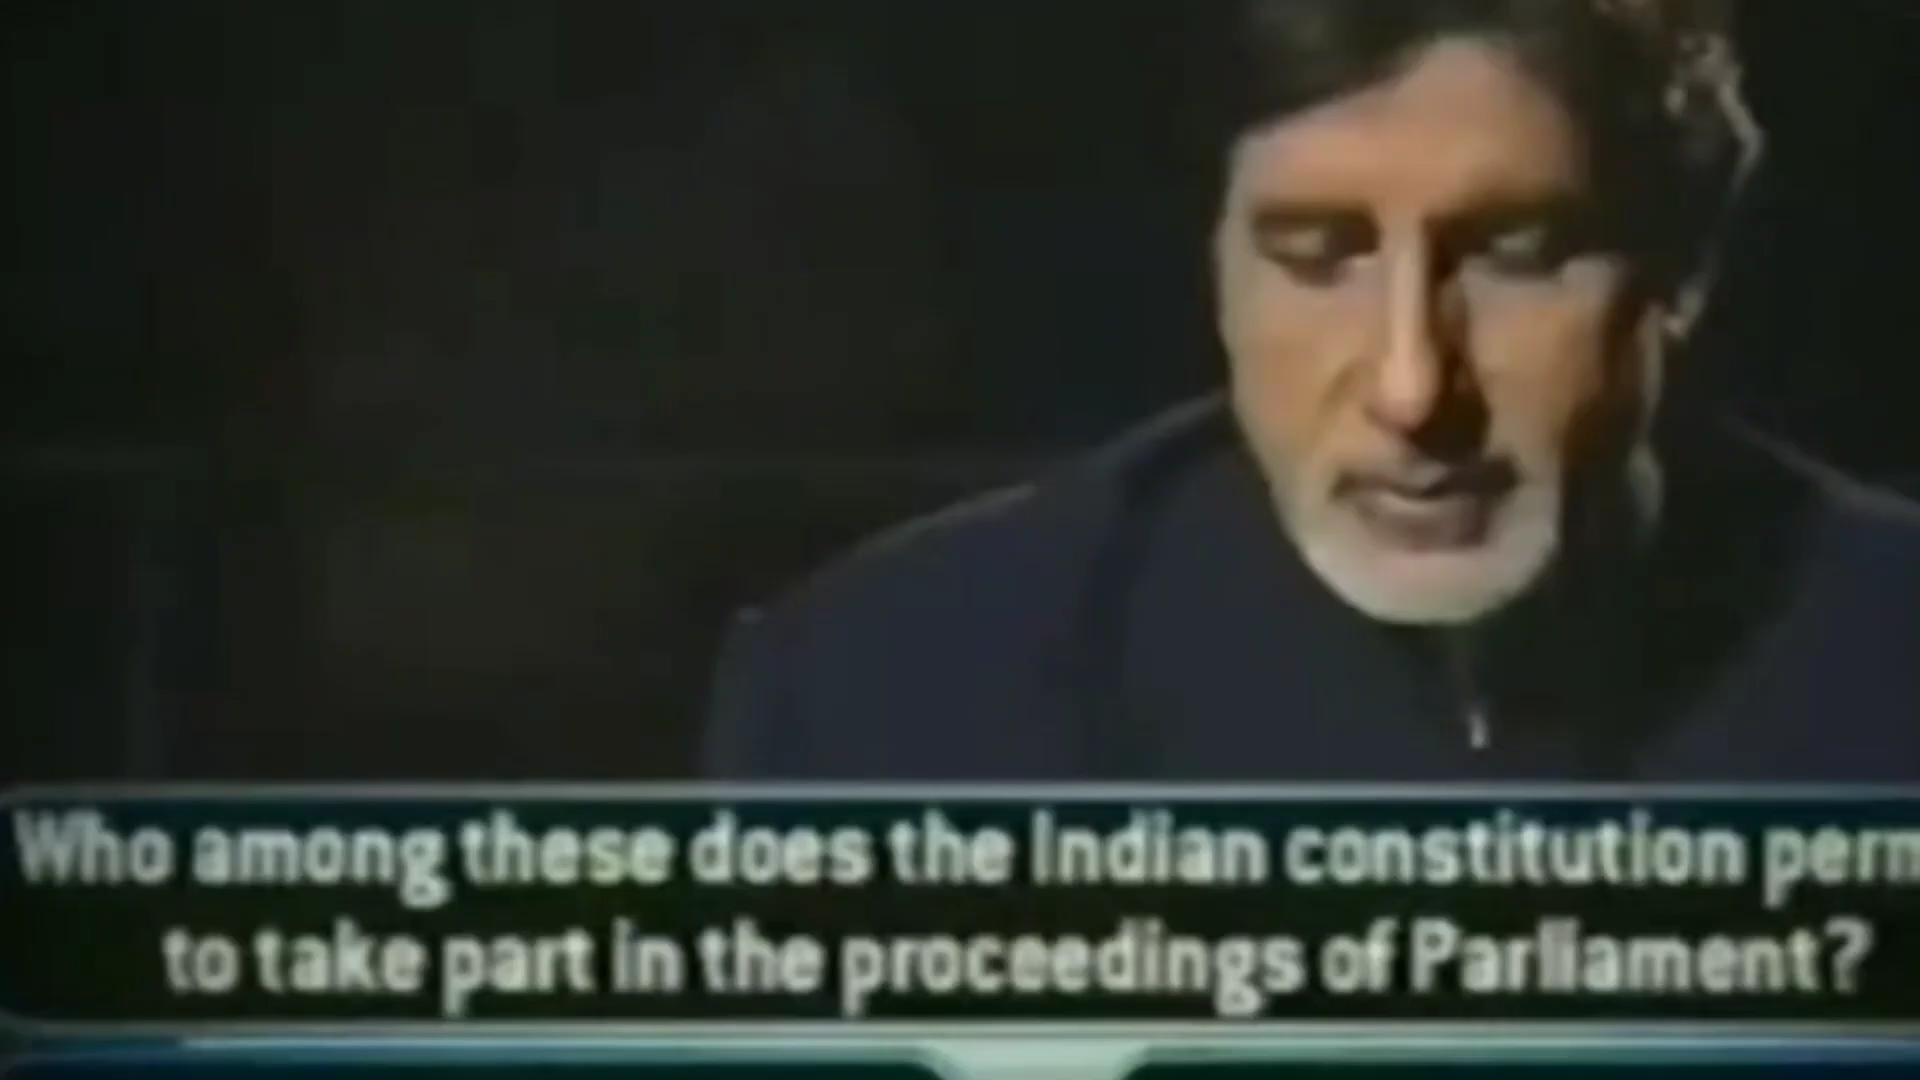 Who among these does the Indian constitution perm
to take part in the proceedings of Parliament?